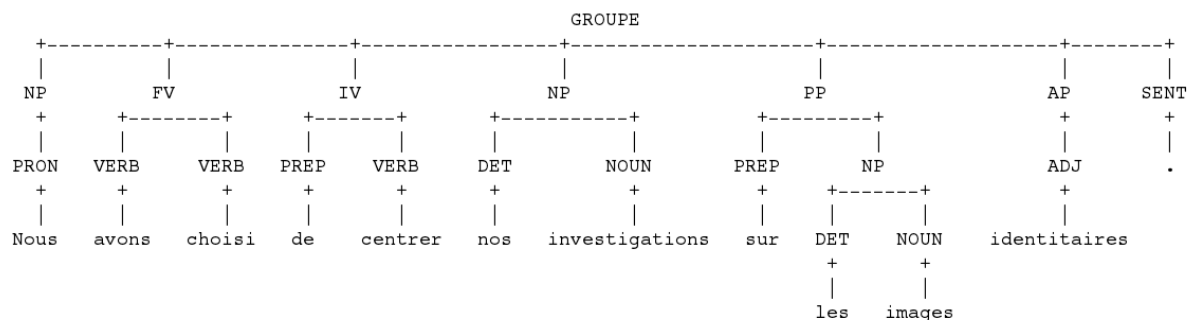 GROUPE
NP FV IV NP PP AP SENT
PRON VERB VERB PREP VERB DET NOUN PREP NP ADJ .
Nous avons choisi de centrer nos investigations sur DET NOUN identitaires
les images